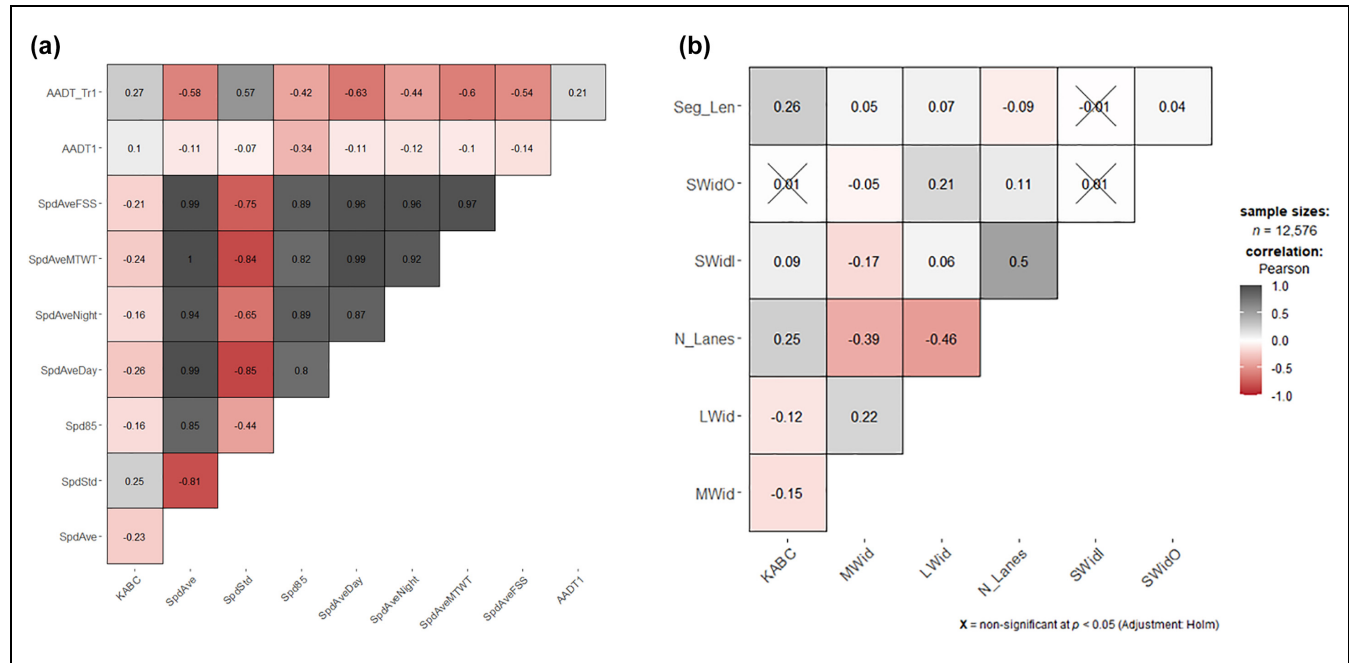 (a)
AADT_Tr1 0.27 -0.58 0.57 -0.42 -0.63 -0.44 -0.6 -0.54 0.21
AADT1 0.1 -0.11 -0.07 -0.34 -0.11 -0.12 -0.1 -0.14
SpdAveFSS -0.21 0.99 -0.75 0.89 0.96 0.96 0.97
SpdAveMTWT -0.24 1 -0.84 0.82 0.99 0.92
SpdAveNight -0.16 0.94 -0.65 0.89 0.87
SpdAveDay -0.26 0.99 -0.85 0.8
Spd85 -0.16 0.85 -0.44
SpdStd 0.25 -0.81
SpdAve -0.23
KABC SpdAve SpdStd Spd85 SpdAveDay SpdAveNight SpdAveMTWT SpdAveFSS AADT1
(b)
Seg_Len 0.26 0.05 0.07 -0.09 -0.01 0.04
SWidO 0.01 -0.05 0.21 0.11 0.01
SWidI 0.09 -0.17 0.06 0.5
N_Lanes 0.25 -0.39 -0.46
LWid -0.12 0.22
MWid -0.15
KABC MWid LWid N_Lanes SWidI SWidO
sample sizes:
n = 12,576
correlation:
Pearson
1.0
0.5
0.0
-0.5
-1.0
X = non-significant at p < 0.05 (Adjustment: Holm)